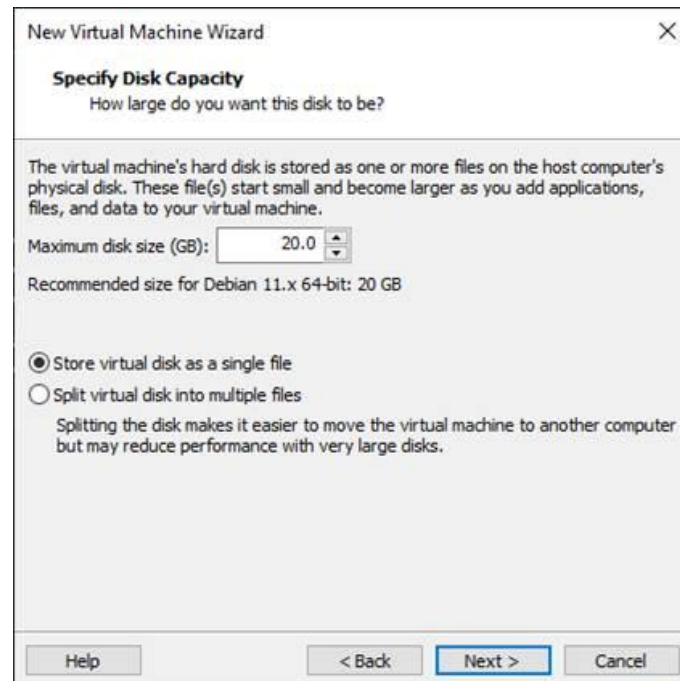 New Virtual Machine Wizard
Specify Disk Capacity
How large do you want this disk to be?
The virtual machine's hard disk is stored as one or more files on the host computer's
physical disk. These file(s) start small and become larger as you add applications,
files, and data to your virtual machine.
Maximum disk size (GB): 20.0
Recommended size for Debian 11.x 64-bit: 20 GB
Store virtual disk as a single file
Split virtual disk into multiple files
Splitting the disk makes it easier to move the virtual machine to another computer
but may reduce performance with very large disks.
Help < Back Next > Cancel